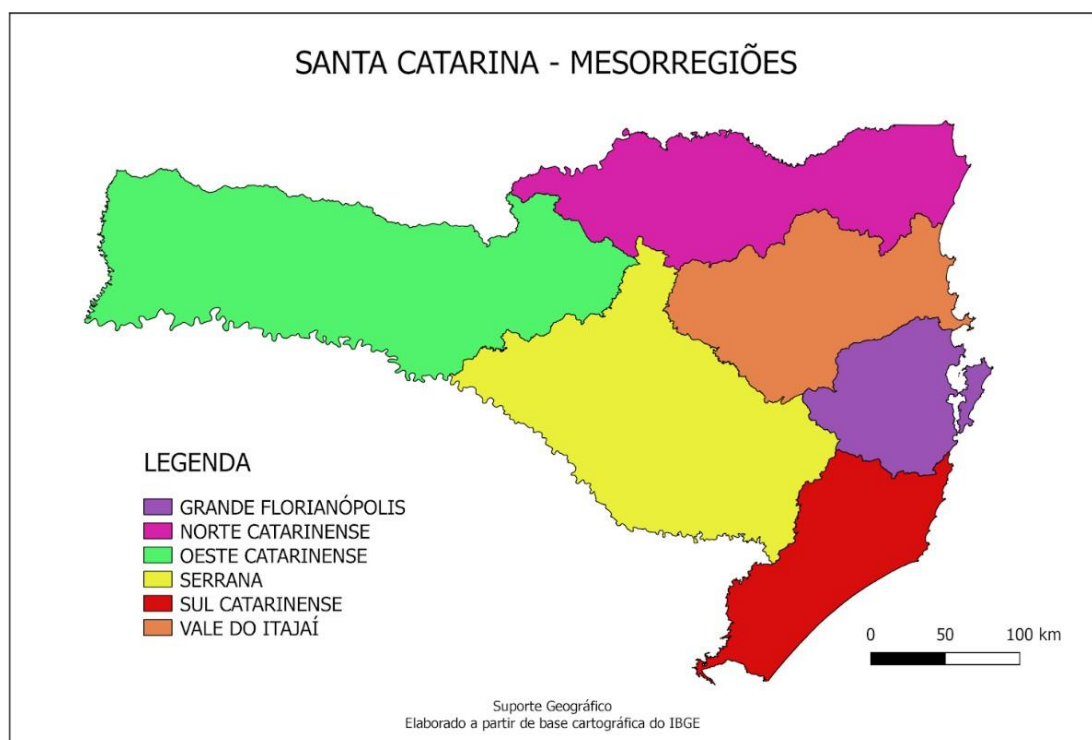 SANTA CATARINA - MESORREGIÕES
LEGENDA
GRANDE FLORIANÓPOLIS
NORTE CATARINENSE
OESTE CATARINENSE
SERRANA
SUL CATARINENSE
VALE DO ITAJAÍ
0 50 100 km
Suporte Geográfico
Elaborado a partir de base cartográfica do IBGE